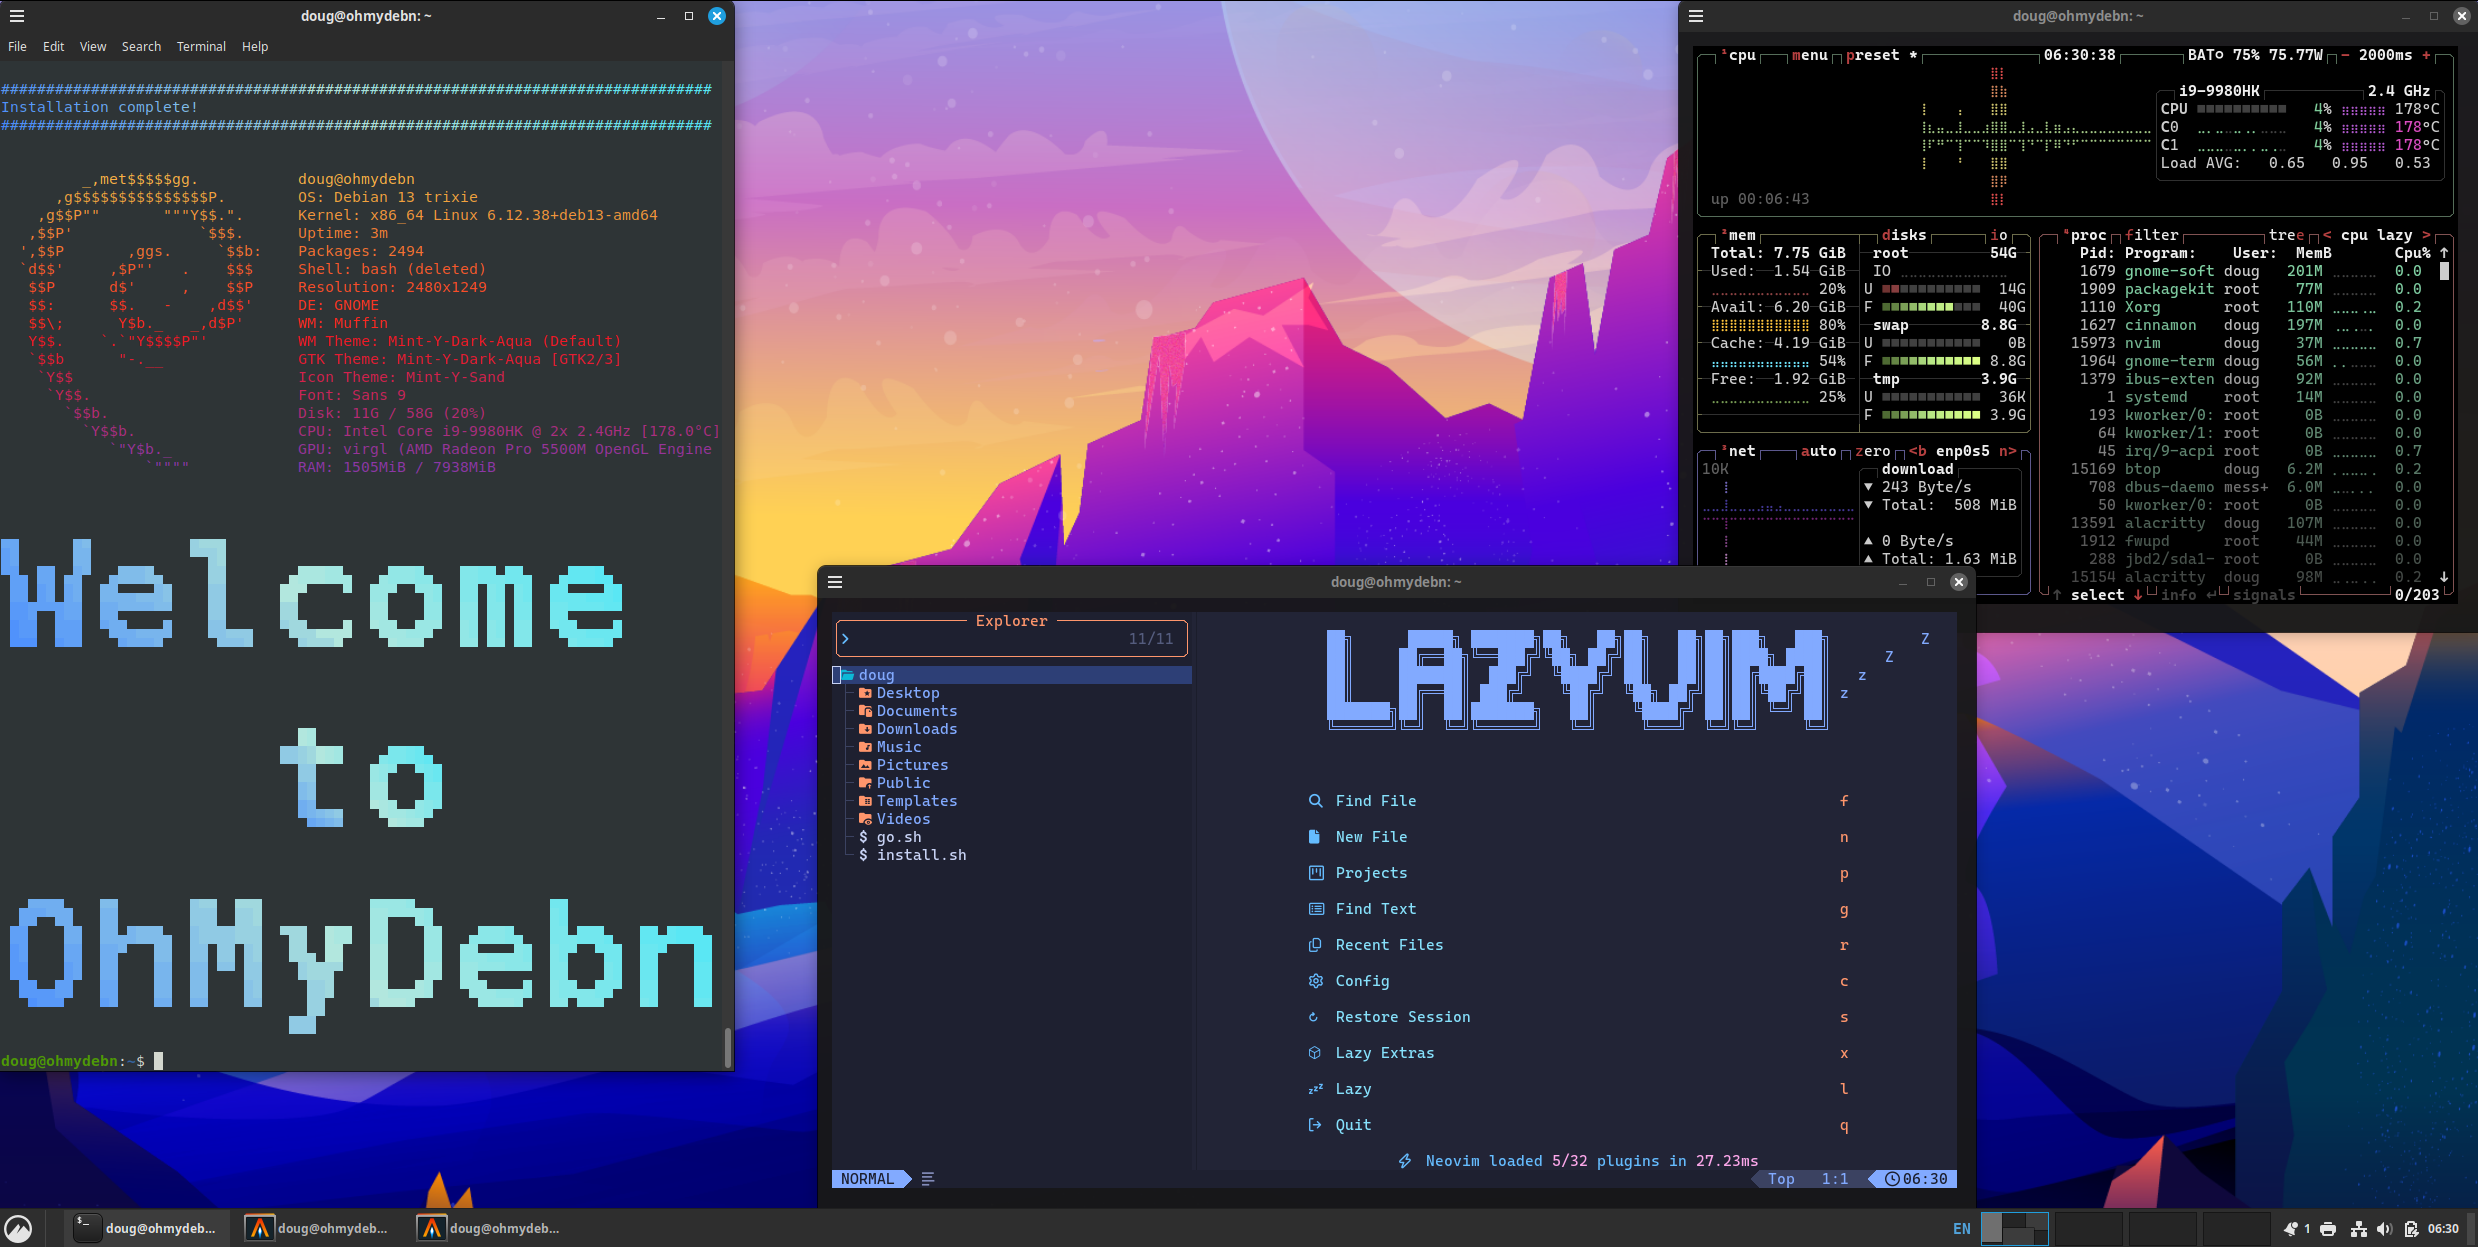 doug@ohmydebn: ~
File Edit View Search Terminal Help
###############################################################################
Installation complete!
###############################################################################
_,met$$$$$gg.
,g$$$$$$$$$$$$$$$P.
,g$$P"" """Y$$.".
,$$P' `$$$.
',$$P ,ggs. `$$b:
`d$$' ,$P"' . $$$
$$P d$' , $$P
$$: $$. - ,d$$'
$$\; Y$b._ _,d$P'
Y$$. `.`"Y$$$$P"'
`$$b "-.__
`Y$$
`Y$$.
`$$b.
`Y$$b.
`"Y$b._
`""""
doug@ohmydebn
OS: Debian 13 trixie
Kernel: x86_64 Linux 6.12.38+deb13-amd64
Uptime: 3m
Packages: 2494
Shell: bash (deleted)
Resolution: 2480x1249
DE: GNOME
WM: Muffin
WM Theme: Mint-Y-Dark-Aqua (Default)
GTK Theme: Mint-Y-Dark-Aqua [GTK2/3]
Icon Theme: Mint-Y-Sand
Font: Sans 9
Disk: 11G / 58G (20%)
CPU: Intel Core i9-9980HK @ 2x 2.4GHz [178.0°C]
GPU: virgl (AMD Radeon Pro 5500M OpenGL Engine
RAM: 1505MiB / 7938MiB
Welcome
to
OhMyDebn
doug@ohmydebn:~$
doug@ohmydebn: ~
¹cpu menu preset * 06:30:38 BAT 75% 75.77W - 2000ms +
i9-9980HK 2.4 GHz
CPU 4% 178°C
C0 4% 178°C
C1 4% 178°C
Load AVG: 0.65 0.95 0.53
up 00:06:43
²mem disks io
Total: 7.75 GiB
Used: 1.54 GiB
20%
Avail: 6.20 GiB
80%
Cache: 4.19 GiB
54%
Free: 1.92 GiB
25%
root 54G
IO
U 14G
F 40G
swap 8.8G
U 0B
F 8.8G
tmp 3.9G
U 36K
F 3.9G
³net auto zero <b enp0s5 n>
10K
download
▼ 243 Byte/s
▼ Total: 508 MiB
▲ 0 Byte/s
▲ Total: 1.63 MiB
⁴proc filter tree < cpu lazy >
Pid: Program: User: MemB Cpu% ↑
1679 gnome-soft doug 201M 0.0
1909 packagekit root 77M 0.0
1110 Xorg root 110M 0.2
1627 cinnamon doug 197M 0.0
15973 nvim doug 37M 0.7
1964 gnome-term doug 56M 0.0
1379 ibus-exten doug 92M 0.0
1 systemd root 14M 0.0
193 kworker/0: root 0B 0.0
64 kworker/1: root 0B 0.0
45 irq/9-acpi root 0B 0.7
15169 btop doug 6.2M 0.2
708 dbus-daemo mess+ 6.0M 0.0
50 kworker/0: root 0B 0.0
13591 alacritty doug 107M 0.0
1912 fwupd root 44M 0.0
288 jbd2/sda1- root 0B 0.0
15154 alacritty doug 98M 0.2 ↓
↑ select ↓ info ↵ signals 0/203
doug@ohmydebn: ~
Explorer
> 11/11
doug
Desktop
Documents
Downloads
Music
Pictures
Public
Templates
Videos
$ go.sh
$ install.sh
LAZYVIM
Z
Z
z
z
Find File f
New File n
Projects p
Find Text g
Recent Files r
Config c
Restore Session s
Lazy Extras x
Lazy l
Quit q
Neovim loaded 5/32 plugins in 27.23ms
NORMAL Top 1:1 06:30
doug@ohmydeb... doug@ohmydeb... doug@ohmydeb... EN 1 06:30